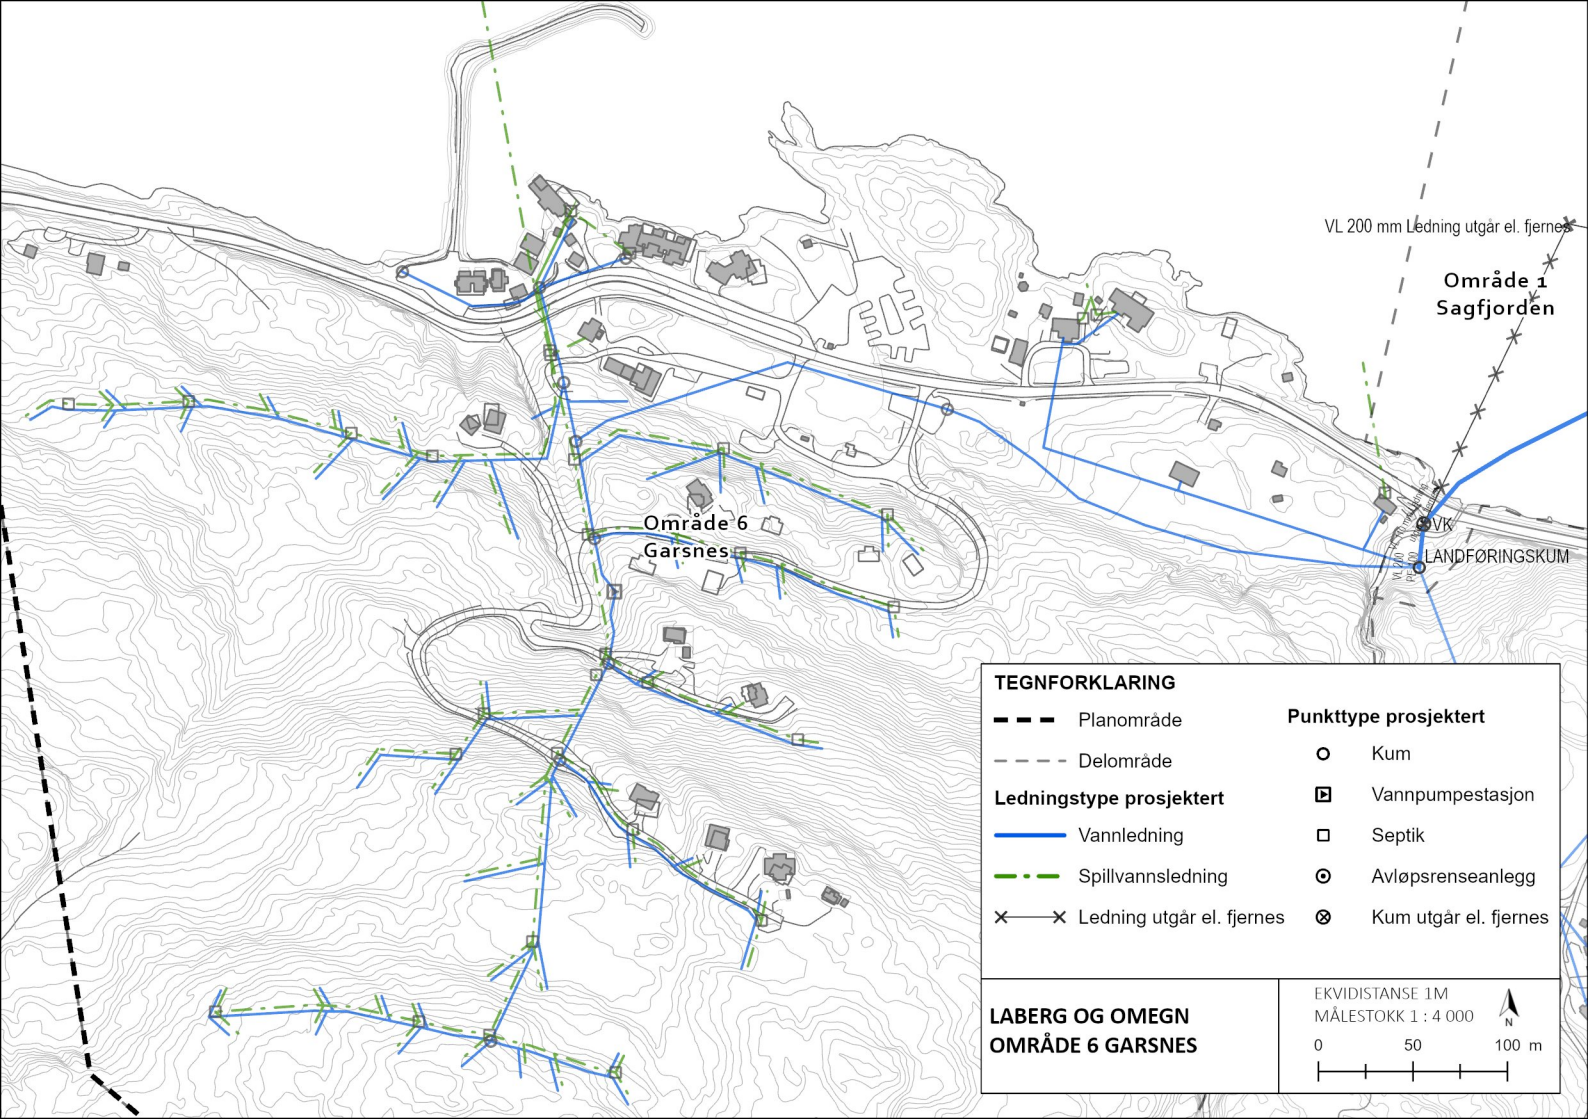 VL 200 mm Ledning utgår el. fjernes
Område 1
Sagfjorden
Område 6
Garsnes
VK
LANDFØRINGSKUM
VL 200
TEGNFORKLARING
Planområde
Delområde
Ledningstype prosjektert
Vannledning
Spillvannsledning
Ledning utgår el. fjernes
Punkttype prosjektert
Kum
Vannpumpestasjon
Septik
Avløpsrenseanlegg
Kum utgår el. fjernes
LABERG OG OMEGN
OMRÅDE 6 GARSNES
EKVIDISTANSE 1M
MÅLESTOKK 1 : 4 000
N
0 50 100 m